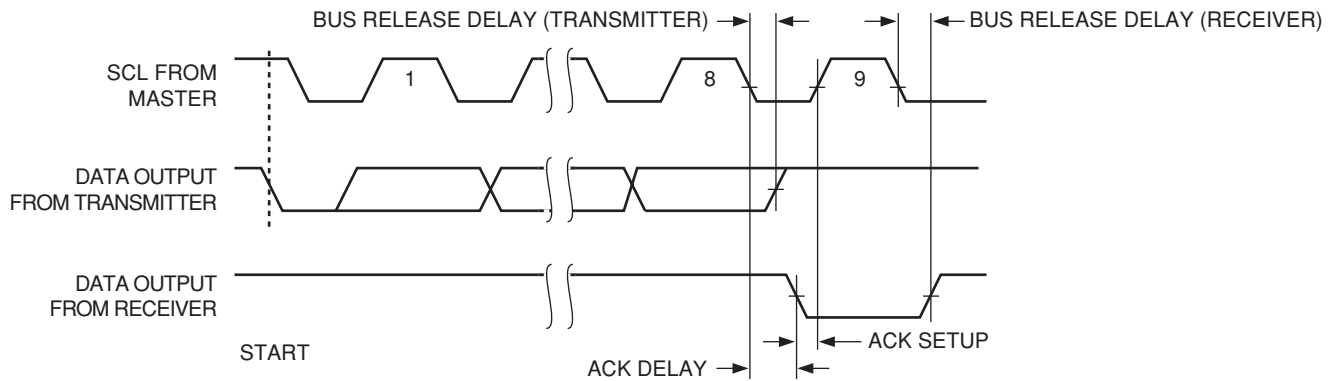 BUS RELEASE DELAY (TRANSMITTER)
BUS RELEASE DELAY (RECEIVER)
SCL FROM
MASTER
1
8
9
DATA OUTPUT
FROM TRANSMITTER
DATA OUTPUT
FROM RECEIVER
START
ACK SETUP
ACK DELAY